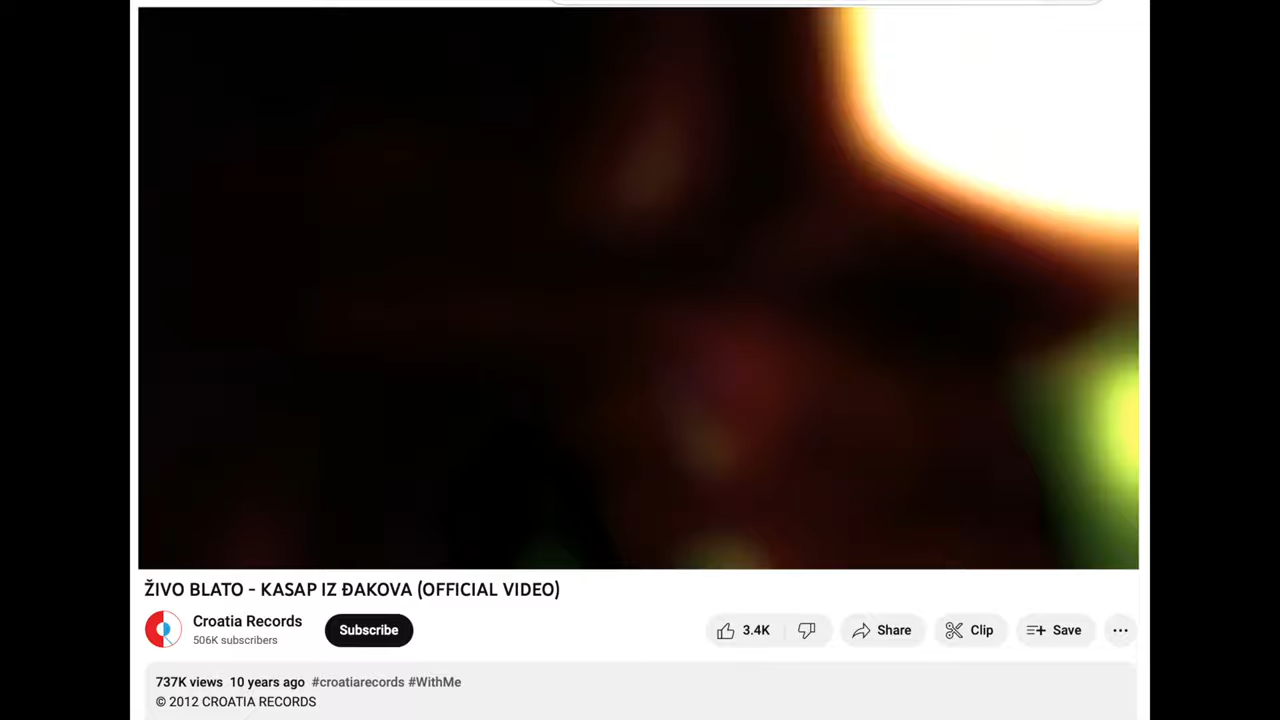 ŽIVO BLATO - KASAP IZ ĐAKOVA (OFFICIAL VIDEO)
Croatia Records
506K subscribers
Subscribe
3.4K
Share
Clip
Save
737K views 10 years ago #croatiarecords #WithMe
© 2012 CROATIA RECORDS